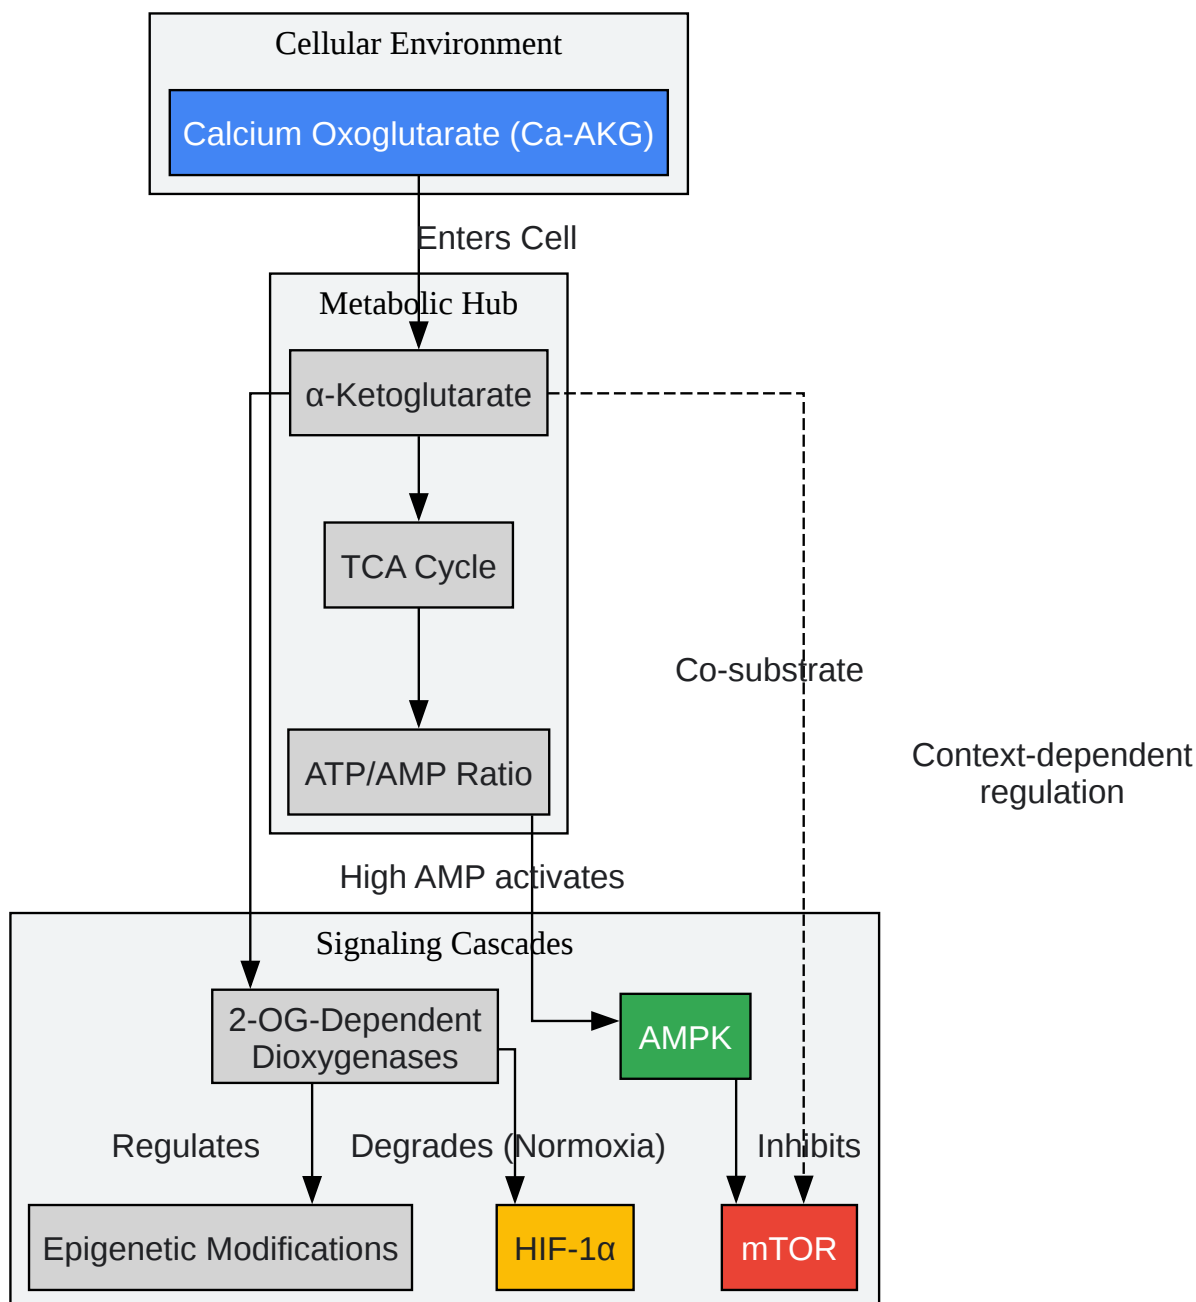 Cellular Environment
Calcium Oxoglutarate (Ca-AKG)
Enters Cell
Metabolic Hub
α-Ketoglutarate
TCA Cycle
Co-substrate
Context-dependent
regulation
ATP/AMP Ratio
High AMP activates
Signaling Cascades
2-OG-Dependent
Dioxygenases
AMPK
Regulates
Degrades (Normoxia)
Inhibits
Epigenetic Modifications
HIF-1α
mTOR